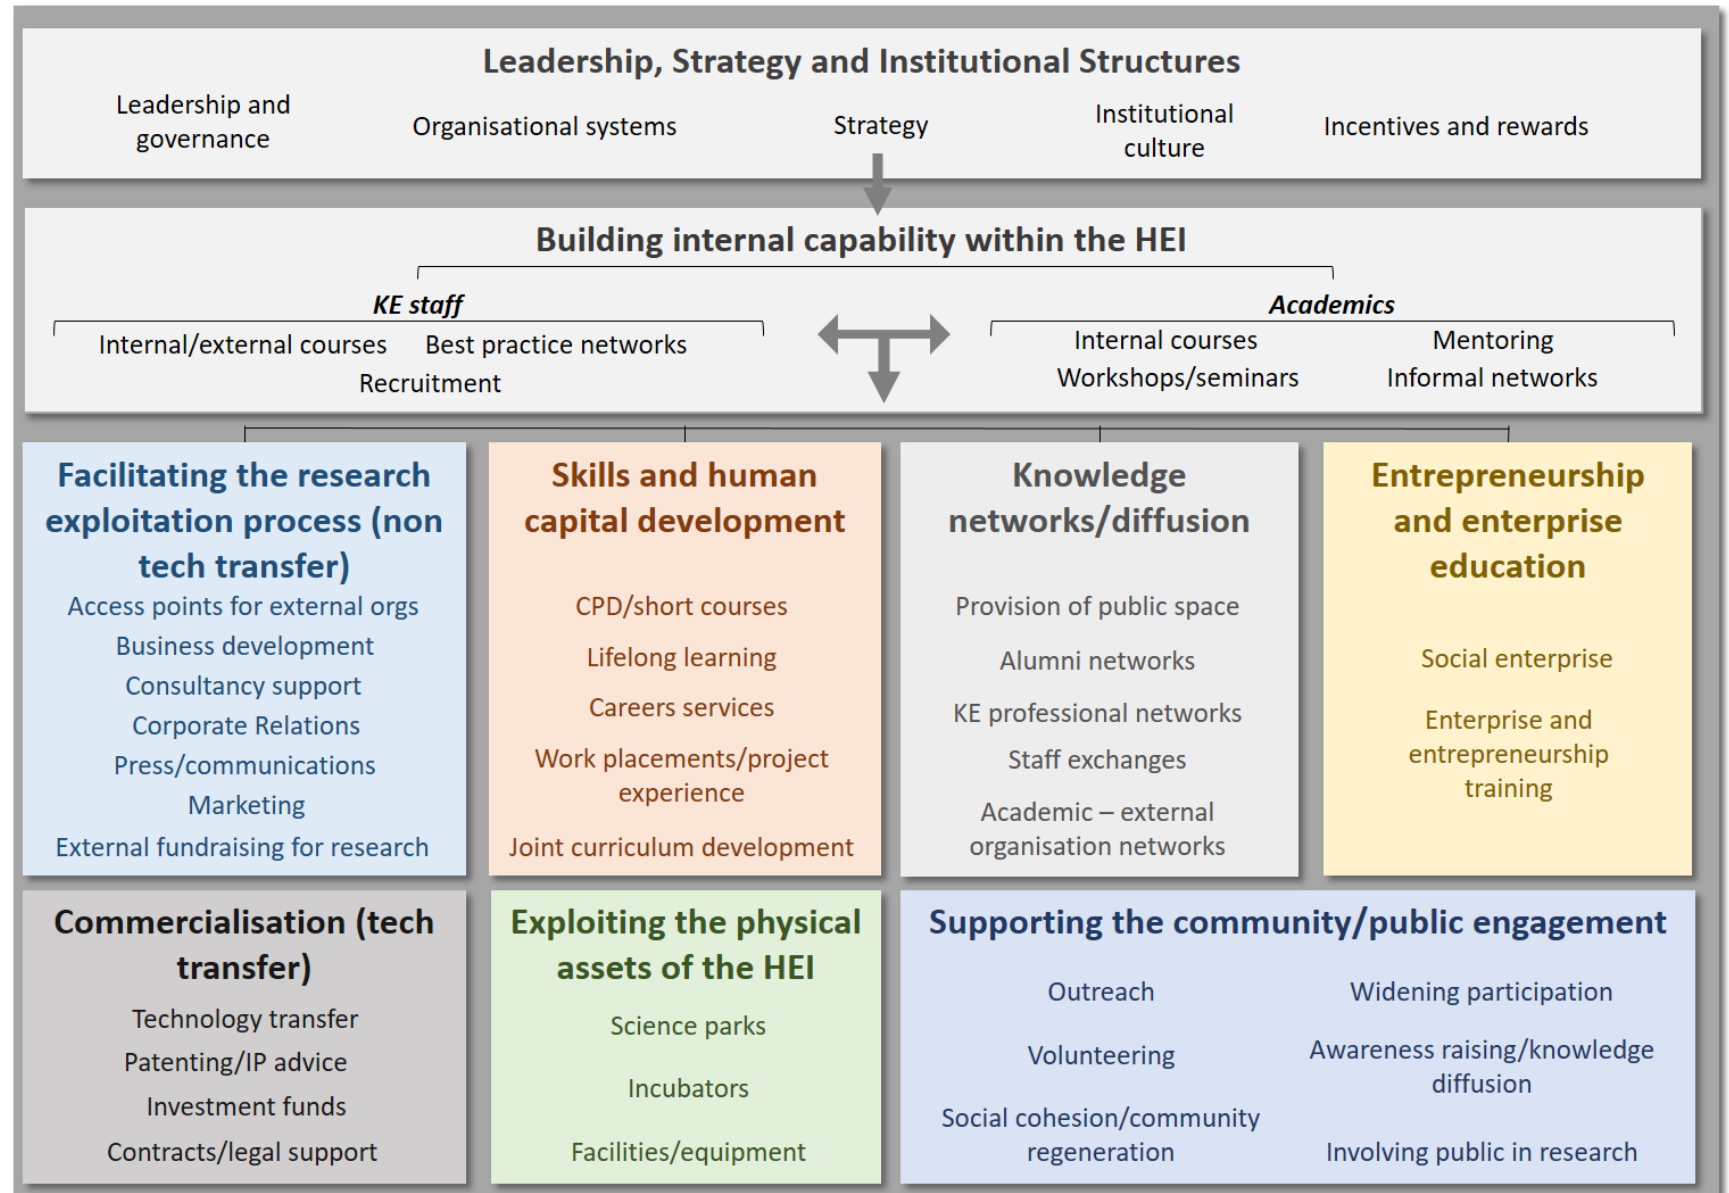 Leadership, Strategy and Institutional Structures
Leadership and
governance
Organisational systems
Strategy
Institutional
culture
Incentives and rewards
Building internal capability within the HEI
KE staff
Internal/external courses
Best practice networks
Recruitment
Academics
Internal courses
Mentoring
Workshops/seminars
Informal networks
Facilitating the research
exploitation process (non
tech transfer)
Access points for external orgs
Business development
Consultancy support
Corporate Relations
Press/communications
Marketing
External fundraising for research
Skills and human
capital development
CPD/short courses
Lifelong learning
Careers services
Work placements/project
experience
Joint curriculum development
Knowledge
networks/diffusion
Provision of public space
Alumni networks
KE professional networks
Staff exchanges
Academic – external
organisation networks
Entrepreneurship
and enterprise
education
Social enterprise
Enterprise and
entrepreneurship
training
Commercialisation (tech
transfer)
Technology transfer
Patenting/IP advice
Investment funds
Contracts/legal support
Exploiting the physical
assets of the HEI
Science parks
Incubators
Facilities/equipment
Supporting the community/public engagement
Outreach
Widening participation
Volunteering
Awareness raising/knowledge
diffusion
Social cohesion/community
regeneration
Involving public in research